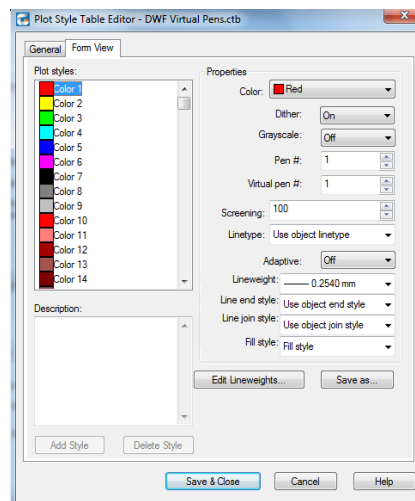 Plot Style Table Editor - DWF Virtual Pens.ctb
General Form View
Plot styles:
Color 1
Color 2
Color 3
Color 4
Color 5
Color 6
Color 7
Color 8
Color 9
Color 10
Color 11
Color 12
Color 13
Color 14
Description:
Add Style Delete Style
Properties
Color: Red
Dither: On
Grayscale: Off
Pen #: 1
Virtual pen #: 1
Screening: 100
Linetype: Use object linetype
Adaptive: Off
Lineweight: 0.2540 mm
Line end style: Use object end style
Line join style: Use object join style
Fill style: Fill style
Edit Lineweights... Save as...
Save & Close Cancel Help